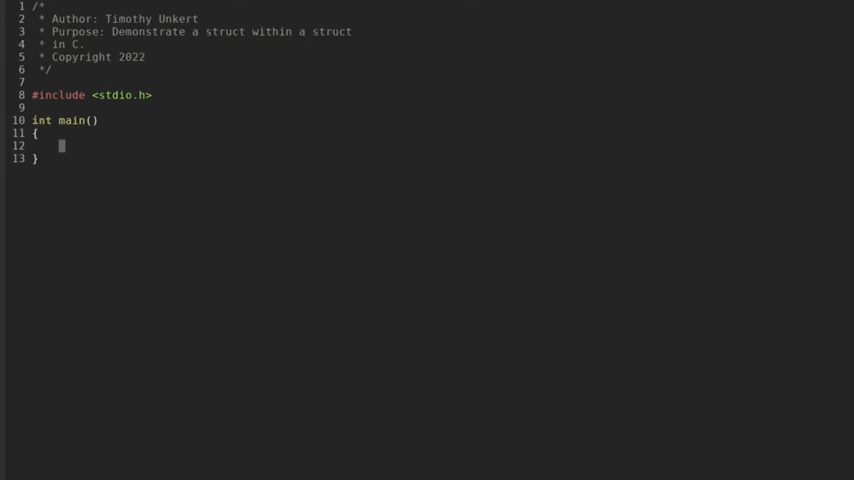 1 /*
2  * Author: Timothy Unkert
3  * Purpose: Demonstrate a struct within a struct
4  * in C.
5  * Copyright 2022
6  */
7
8 #include <stdio.h>
9
10 int main()
11 {
12
13 }